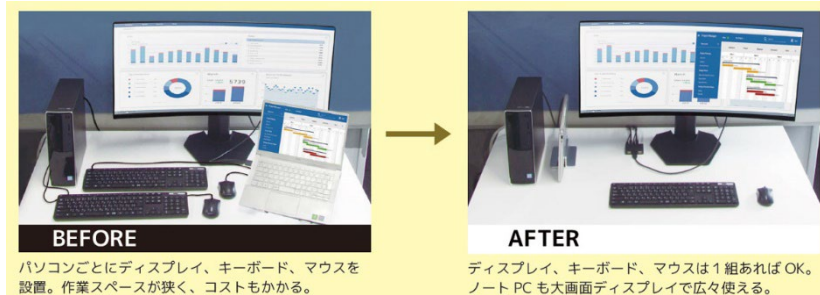 BEFORE
パソコンごとにディスプレイ、キーボード、マウスを
設置。作業スペースが狭く、コストもかかる。
AFTER
ディスプレイ、キーボード、マウスは1組あればOK。
ノートPCも大画面ディスプレイで広々使える。